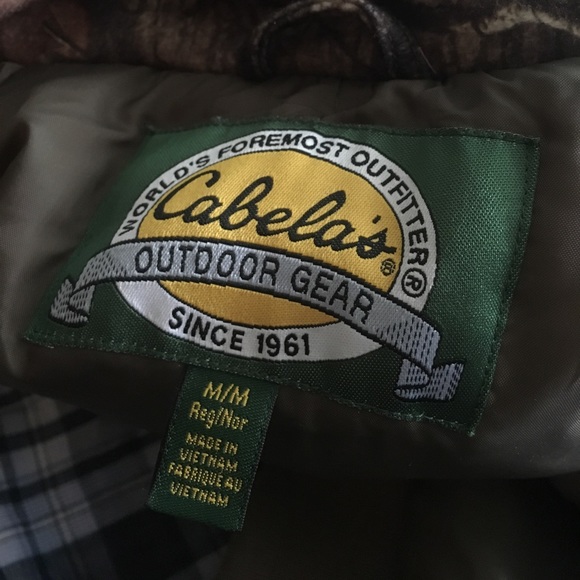 WORLD'S FOREMOST OUTFITTER®
Cabela's®
OUTDOOR GEAR
SINCE 1961
M/M
Reg/Nor
MADE IN
VIETNAM
FABRIQUE AU
VIETNAM